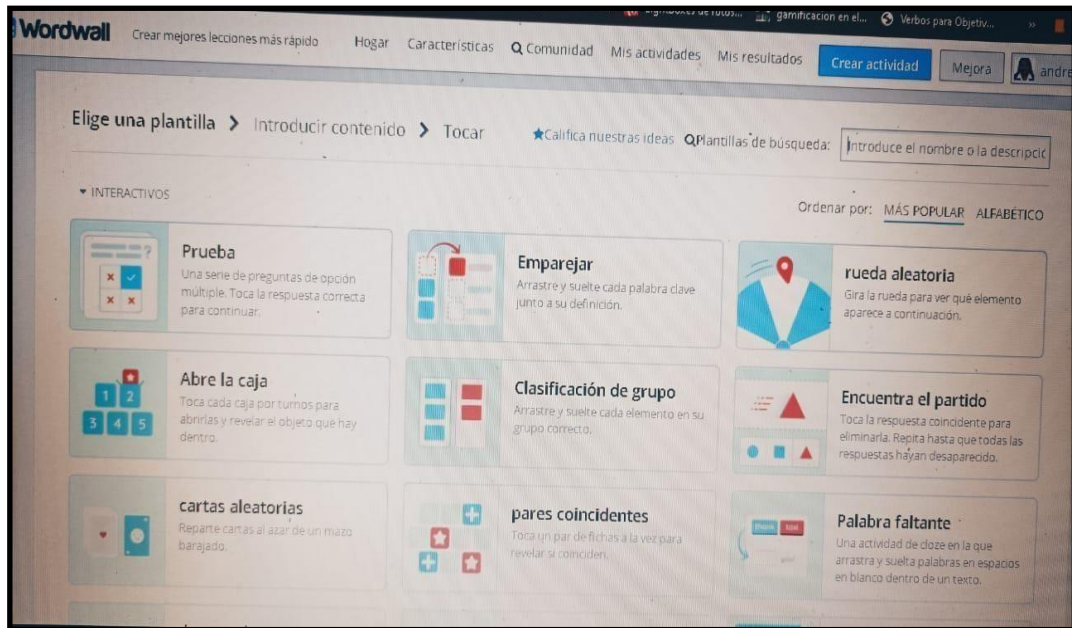 gamificacion en el...
Verbos para Objetiv...
»
Wordwall
Crear mejores lecciones más rápido
Hogar
Características
Comunidad
Mis actividades
Mis resultados
Crear actividad
Mejora
andre
Elige una plantilla > Introducir contenido > Tocar
Califica nuestras ideas
Plantillas de búsqueda:
Introduce el nombre o la descripcic
INTERACTIVOS
Ordenar por: MÁS POPULAR ALFABÉTICO
Prueba
Una serie de preguntas de opción
múltiple. Toca la respuesta correcta
para continuar.
Emparejar
Arrastre y suelte cada palabra clave
junto a su definición.
rueda aleatoria
Gira la rueda para ver qué elemento
aparece a continuación.
1 2
3 4 5
Abre la caja
Toca cada caja por turnos para
abrirlas y revelar el objeto que hay
dentro.
Clasificación de grupo
Arrastre y suelte cada elemento en su
grupo correcto.
Encuentra el partido
Toca la respuesta coincidente para
eliminarla. Repita hasta que todas las
respuestas hayan desaparecido.
cartas aleatorias
Reparte cartas al azar de un mazo
barajado.
pares coincidentes
Toca un par de fichas a la vez para
revelar si coinciden.
Palabra faltante
Una actividad de cloze en la que
arrastra y suelta palabras en espacios
en blanco dentro de un texto.